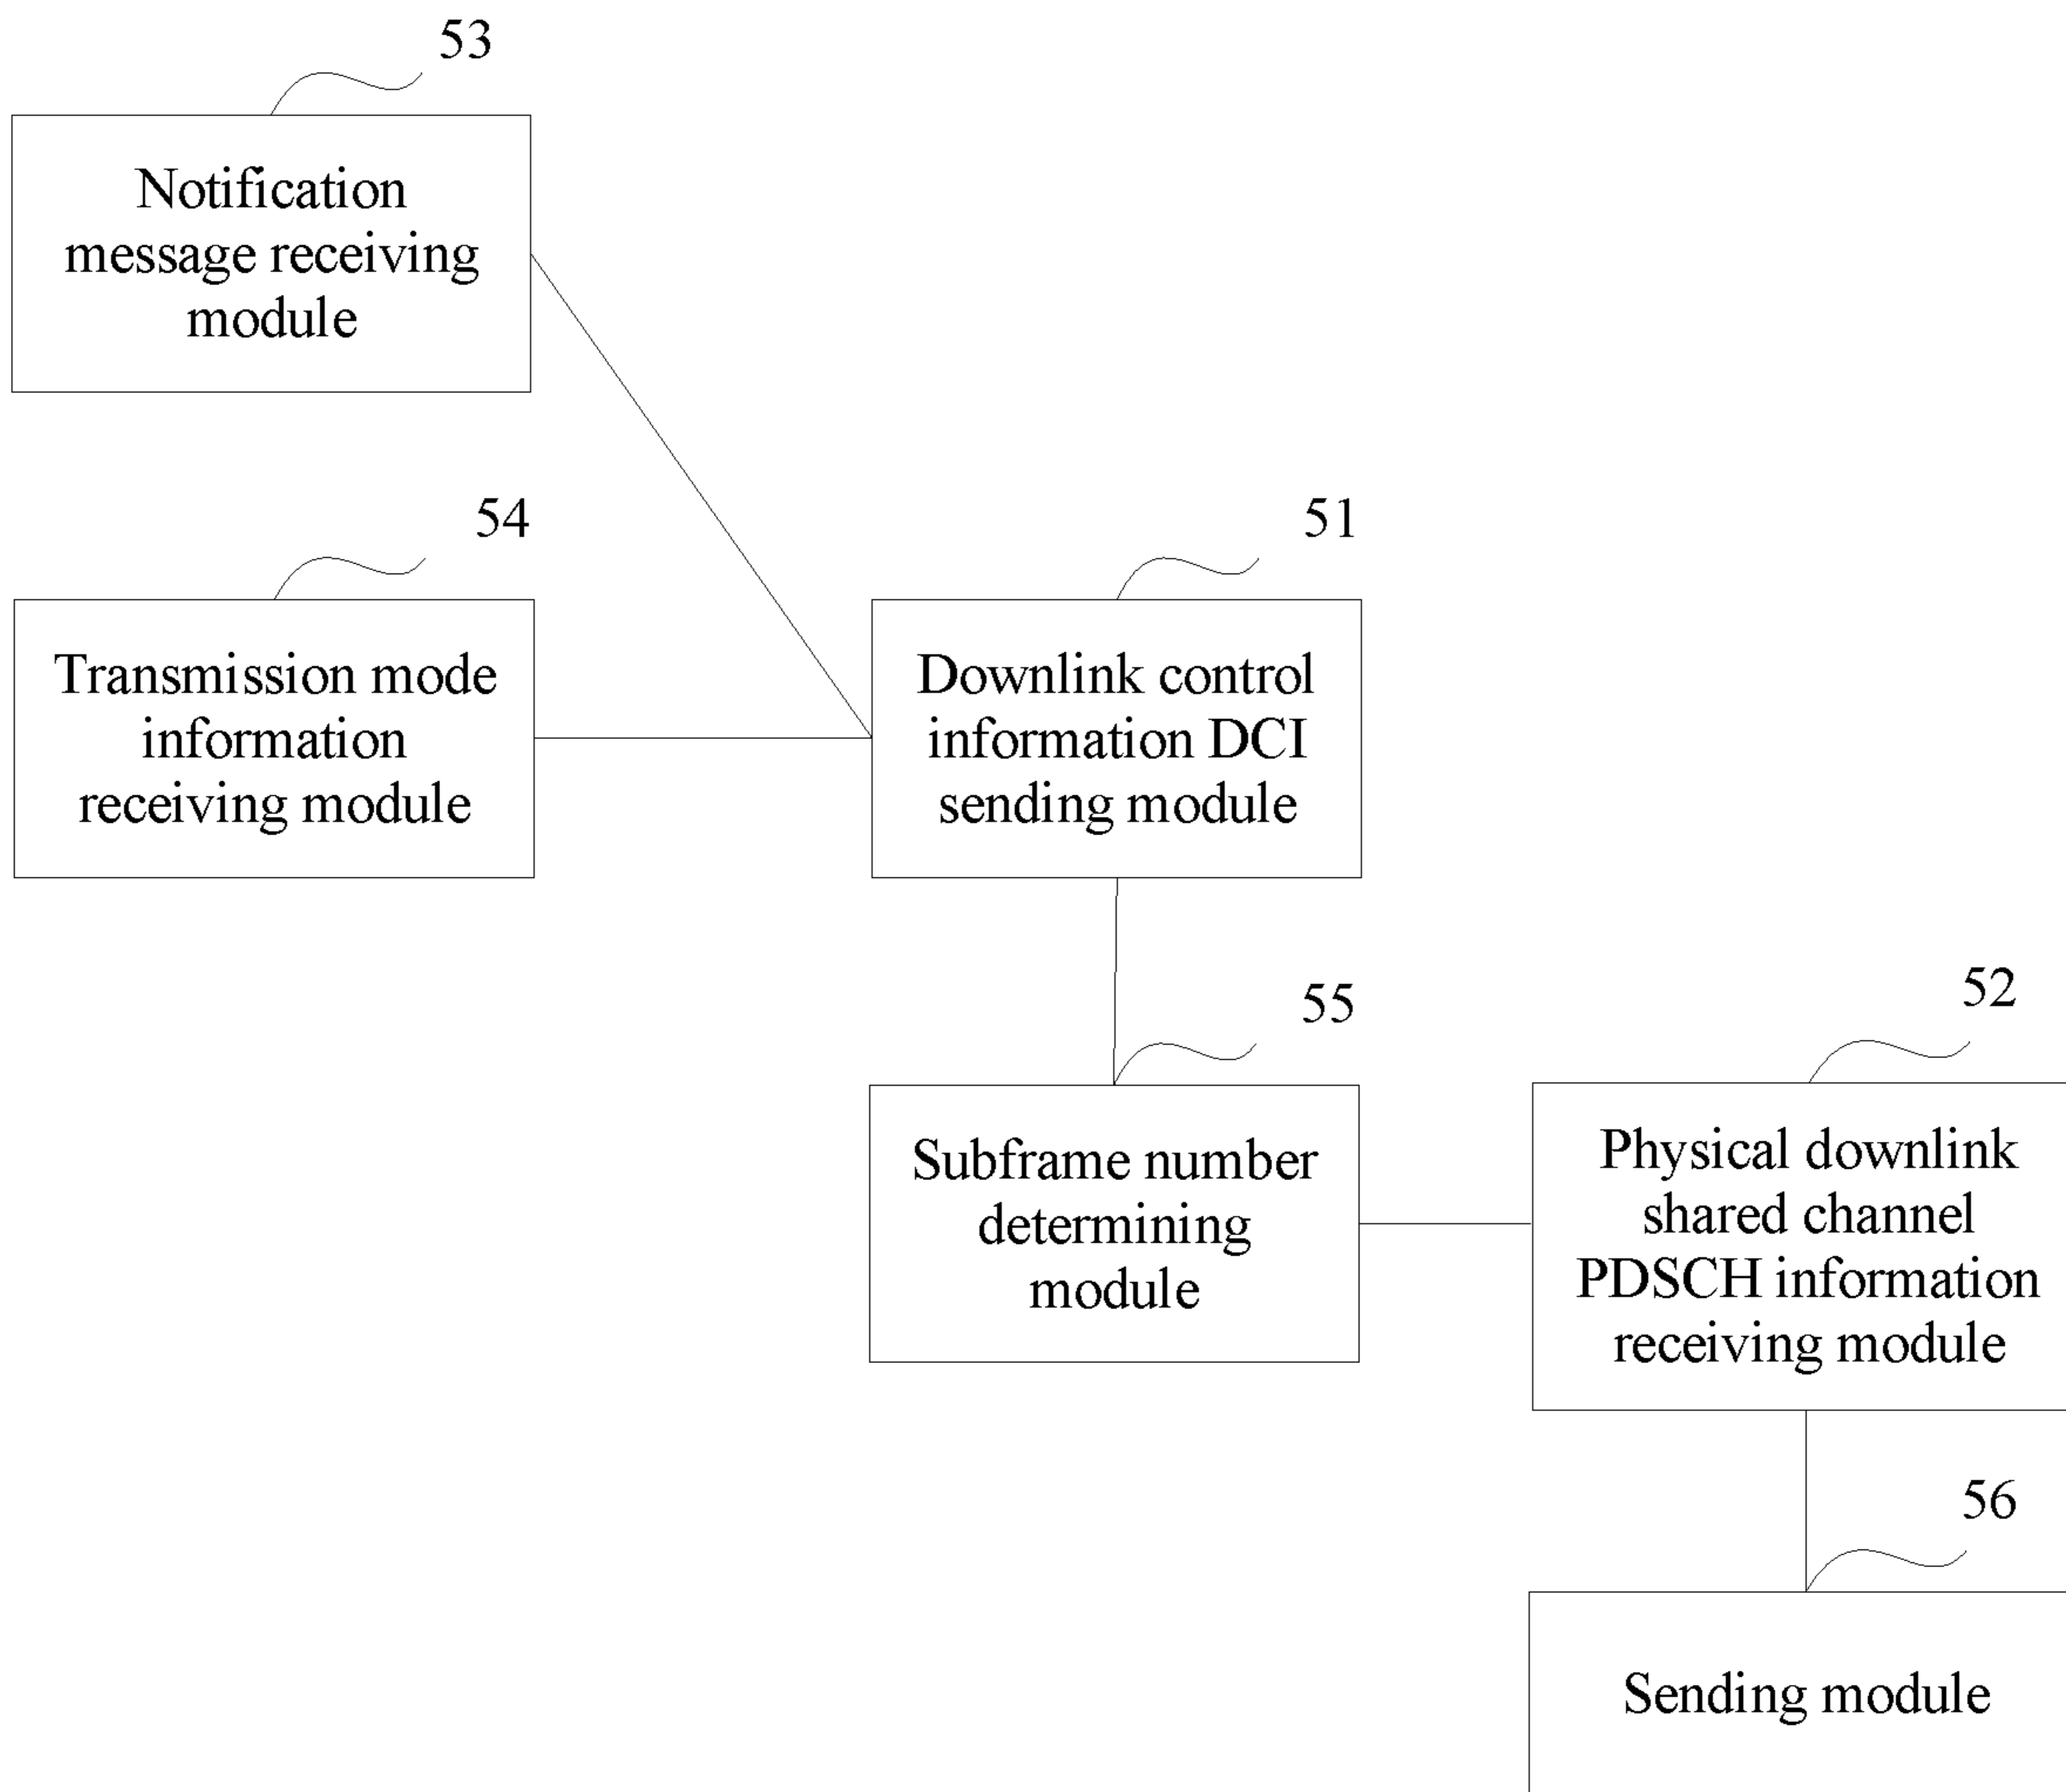 53
Notification
message receiving
module
54
Transmission mode
information
receiving module
51
Downlink control
information DCI
sending module
55
Subframe number
determining
module
52
Physical downlink
shared channel
PDSCH information
receiving module
56
Sending module